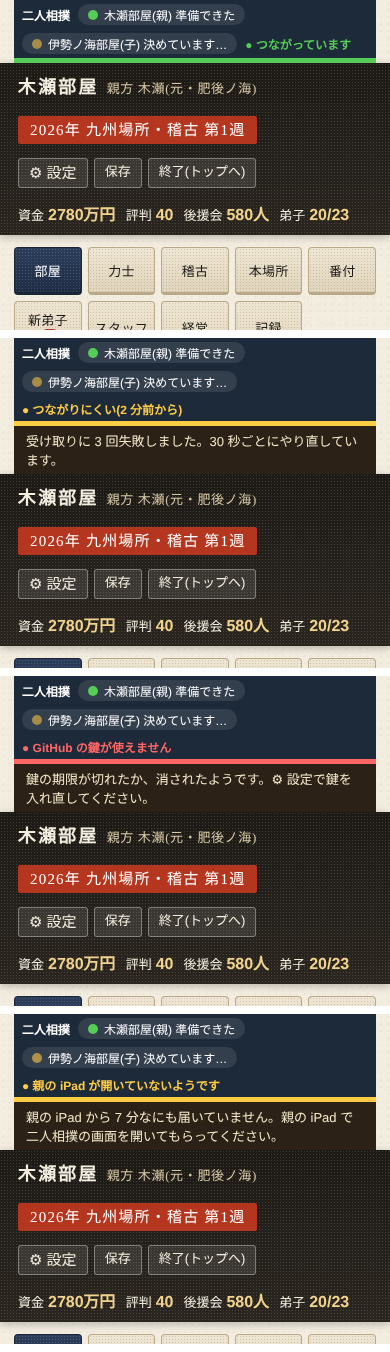 二人相撲 木瀬部屋(親) 準備できた
伊勢ノ海部屋(子) 決めています… ● つながっています
木瀬部屋 親方 木瀬(元・肥後ノ海)
2026年 九州場所・稽古 第1週
⚙ 設定 保存 終了(トップへ)
資金 2780万円 評判 40 後援会 580人 弟子 20/23
部屋 力士 稽古 本場所 番付
新弟子 スタッフ 経営 記録
二人相撲 木瀬部屋(親) 準備できた
伊勢ノ海部屋(子) 決めています…
● つながりにくい(2 分前から)
受け取りに 3 回失敗しました。30 秒ごとにやり直してい
ます。
木瀬部屋 親方 木瀬(元・肥後ノ海)
2026年 九州場所・稽古 第1週
⚙ 設定 保存 終了(トップへ)
資金 2780万円 評判 40 後援会 580人 弟子 20/23
二人相撲 木瀬部屋(親) 準備できた
伊勢ノ海部屋(子) 決めています…
● GitHub の鍵が使えません
鍵の期限が切れたか、消されたようです。⚙ 設定で鍵を
入れ直してください。
木瀬部屋 親方 木瀬(元・肥後ノ海)
2026年 九州場所・稽古 第1週
⚙ 設定 保存 終了(トップへ)
資金 2780万円 評判 40 後援会 580人 弟子 20/23
二人相撲 木瀬部屋(親) 準備できた
伊勢ノ海部屋(子) 決めています…
● 親の iPad が開いていないようです
親の iPad から 7 分なにも届いていません。親の iPad で
二人相撲の画面を開いてもらってください。
木瀬部屋 親方 木瀬(元・肥後ノ海)
2026年 九州場所・稽古 第1週
⚙ 設定 保存 終了(トップへ)
資金 2780万円 評判 40 後援会 580人 弟子 20/23